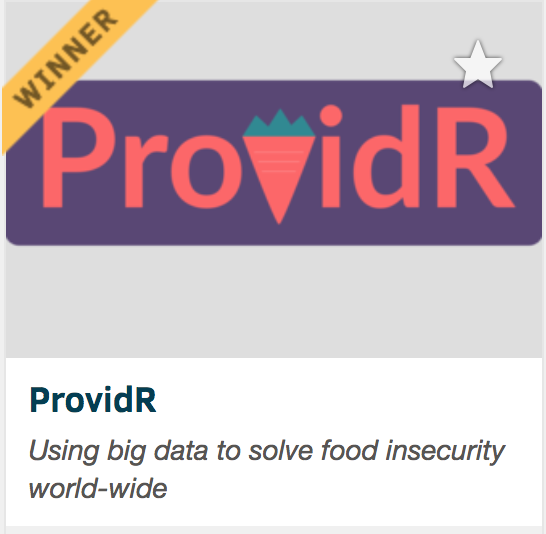 WINNER
ProvidR
ProvidR
Using big data to solve food insecurity
world-wide